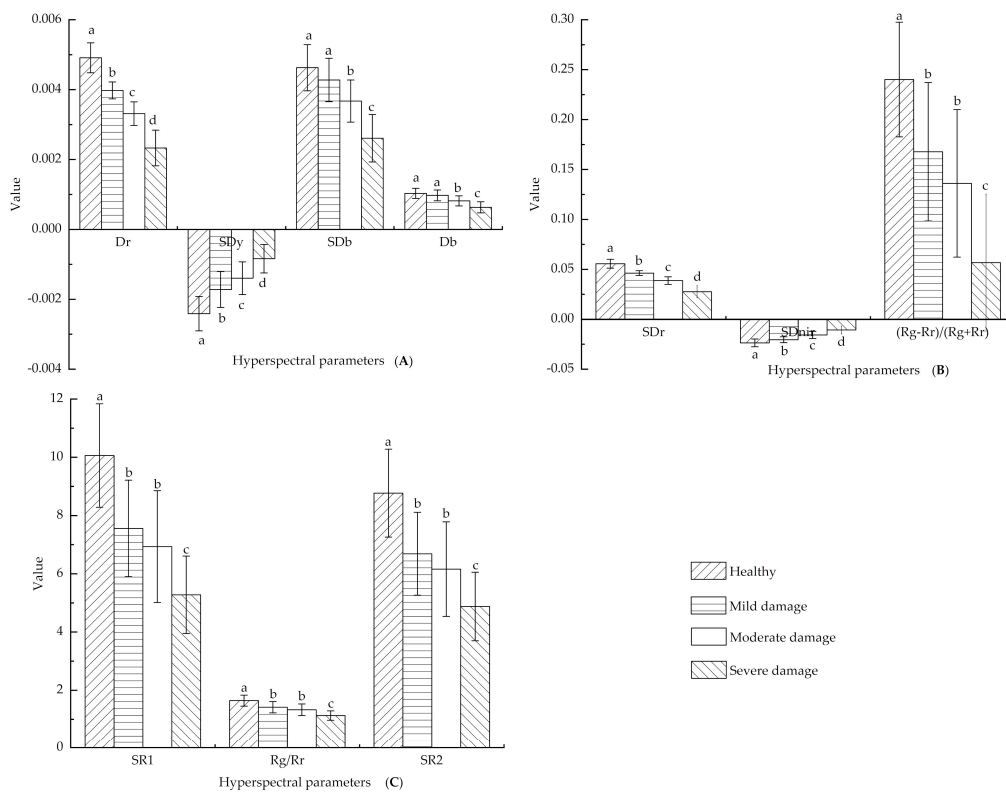 0.006
0.004
0.002
0.000
-0.002
-0.004
Value
a
b
c
d
a
b
c
d
a
a
b
c
a
a
b
c
Dr
SDy
SDb
Db
Hyperspectral parameters (A)
0.30
0.25
0.20
0.15
0.10
0.05
0.00
-0.05
Value
a
b
c
d
a
b
c
d
a
b
b
c
SDr
SDnir
(Rg-Rr)/(Rg+Rr)
Hyperspectral parameters (B)
12
10
8
6
4
2
0
Value
a
b
b
c
a
b
b
c
a
b
b
c
SR1
Rg/Rr
SR2
Hyperspectral parameters (C)
Healthy
Mild damage
Moderate damage
Severe damage